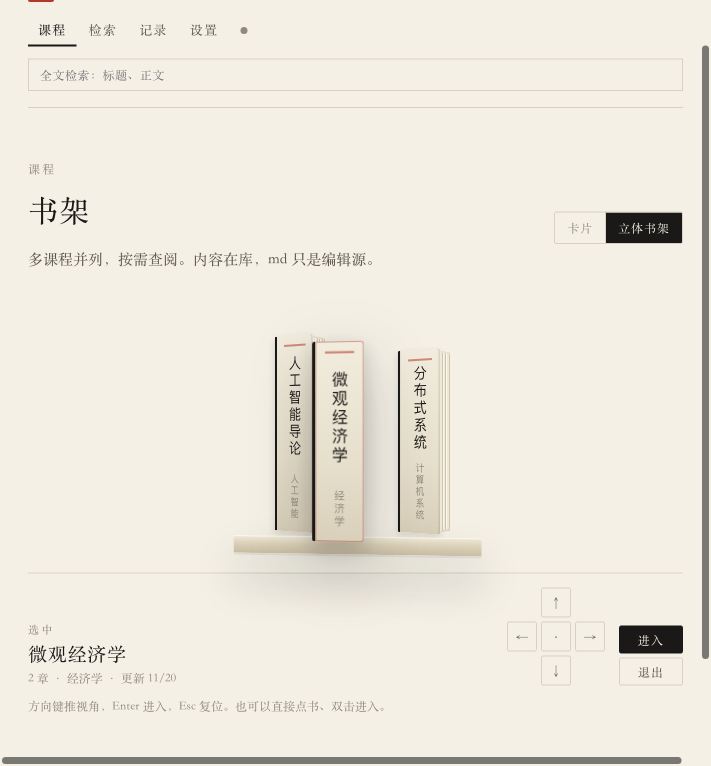 课程 检索 记录 设置
全文检索：标题、正文
课程
书架
卡片 立体书架
多课程并列，按需查阅。内容在库，md 只是编辑源。
人工智能导论
人工智能
微观经济学
经济学
分布式系统
计算机系统
↑
← · →
↓
选中
微观经济学
2 章 · 经济学 · 更新 11/20
进入
退出
方向键推视角，Enter 进入，Esc 复位。也可以直接点书、双击进入。